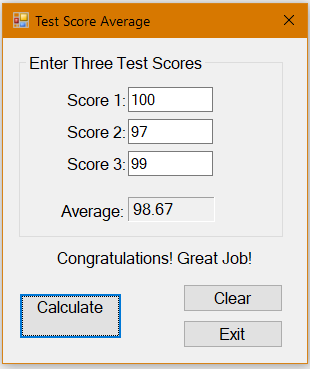 Test Score Average
Enter Three Test Scores
Score 1: 100
Score 2: 97
Score 3: 99
Average: 98.67
Congratulations! Great Job!
Calculate
Clear
Exit